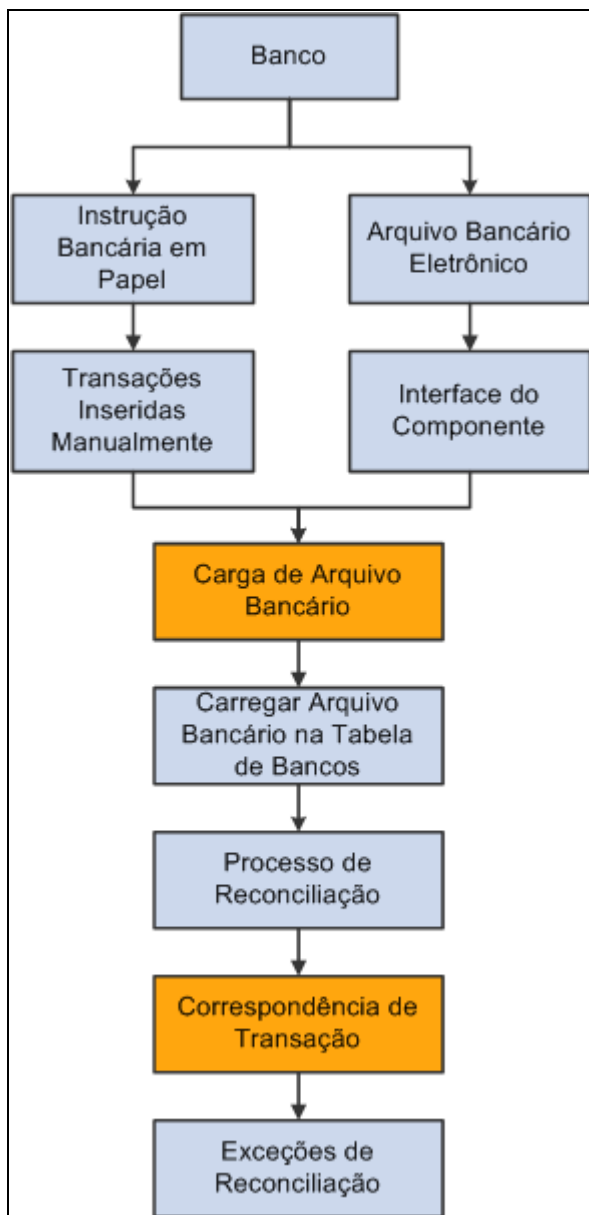 Banco
Instrução
Bancária em
Papel
Arquivo Bancário
Eletrônico
Transações
Inseridas
Manualmente
Interface do
Componente
Carga de Arquivo
Bancário
Carregar Arquivo
Bancário na Tabela
de Bancos
Processo de
Reconciliação
Correspondência de
Transação
Exceções de
Reconciliação